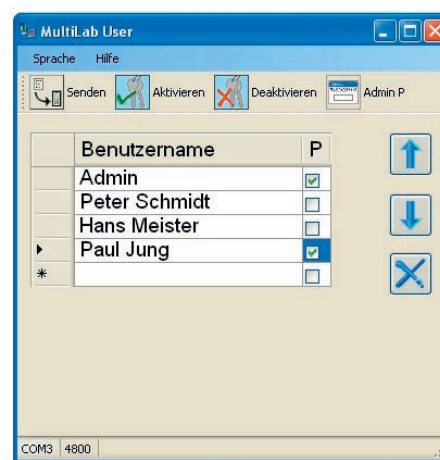 MultiLab User
Sprache Hilfe
Senden Aktivieren Deaktivieren Admin P
Benutzername P
Admin
Peter Schmidt
Hans Meister
Paul Jung
*
COM3 4800